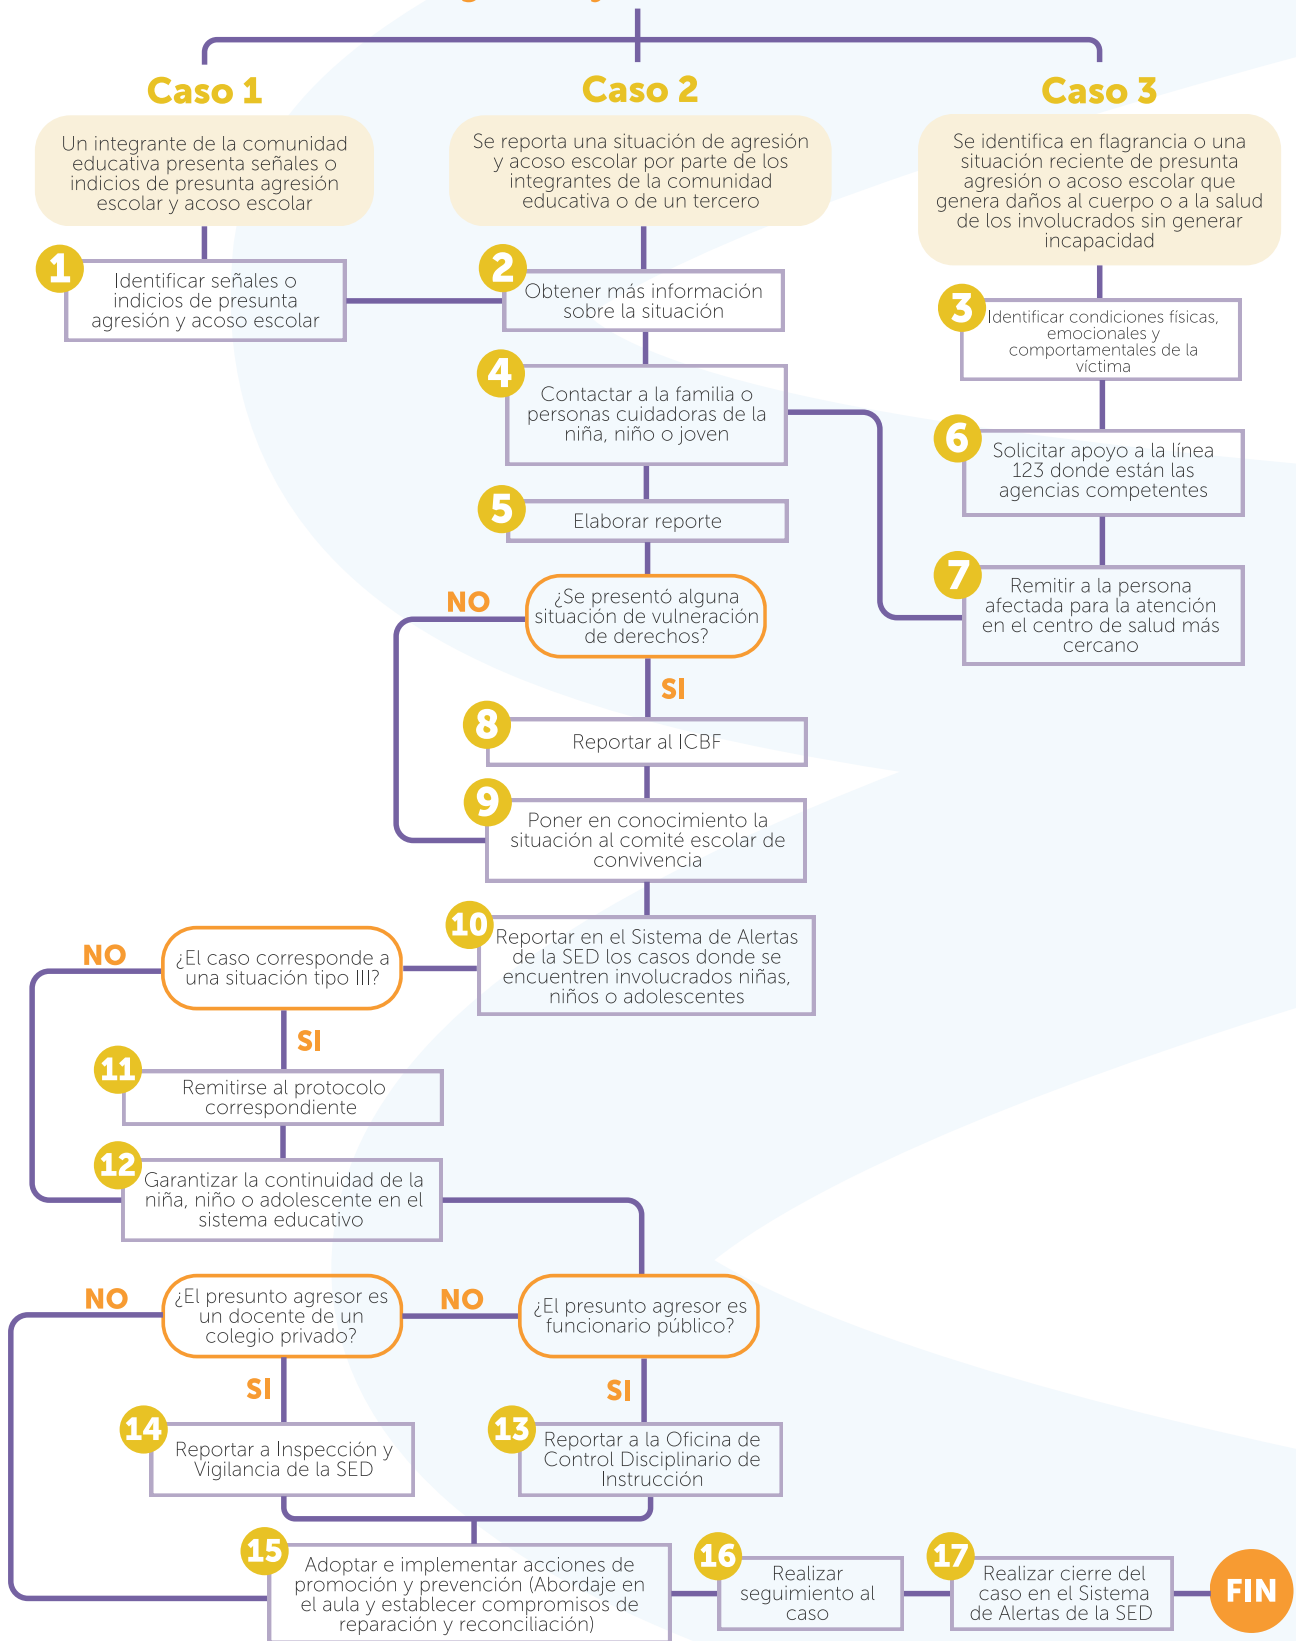 Caso 1
Caso 2
Caso 3
Un integrante de la comunidad
educativa presenta señales o
indicios de presunta agresión
escolar y acoso escolar
Se reporta una situación de agresión
y acoso escolar por parte de los
integrantes de la comunidad
educativa o de un tercero
Se identifica en flagrancia o una
situación reciente de presunta
agresión o acoso escolar que
genera daños al cuerpo o a la salud
de los involucrados sin generar
incapacidad
1
Identificar señales o
indicios de presunta
agresión y acoso escolar
2
Obtener más información
sobre la situación
3
Identificar condiciones físicas,
emocionales y
comportamentales de la
víctima
4
Contactar a la familia o
personas cuidadoras de la
niña, niño o joven
6
Solicitar apoyo a la línea
123 donde están las
agencias competentes
5
Elaborar reporte
7
Remitir a la persona
afectada para la atención
en el centro de salud más
cercano
NO
¿Se presentó alguna
situación de vulneración
de derechos?
SI
8
Reportar al ICBF
9
Poner en conocimiento la
situación al comité escolar de
convivencia
10
Reportar en el Sistema de Alertas
de la SED los casos donde se
encuentren involucrados niñas,
niños o adolescentes
NO
¿El caso corresponde a
una situación tipo III?
SI
11
Remitirse al protocolo
correspondiente
12
Garantizar la continuidad de la
niña, niño o adolescente en el
sistema educativo
NO
¿El presunto agresor es
un docente de un
colegio privado?
NO
¿El presunto agresor es
funcionario público?
SI
SI
14
Reportar a Inspección y
Vigilancia de la SED
13
Reportar a la Oficina de
Control Disciplinario de
Instrucción
15
Adoptar e implementar acciones de
promoción y prevención (Abordaje en
el aula y establecer compromisos de
reparación y reconciliación)
16
Realizar
seguimiento al
caso
17
Realizar cierre del
caso en el Sistema
de Alertas de la SED
FIN